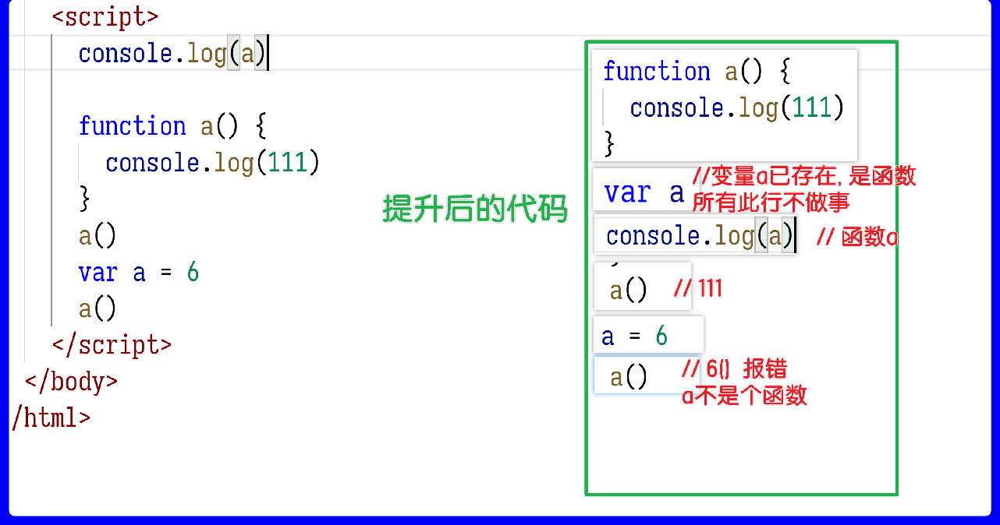 <script>
console.log(a)
function a() {
console.log(111)
}
a()
var a = 6
a()
</script>
</body>
/html>
提升后的代码
function a() {
console.log(111)
}
var a //变量a已存在, 是函数
所有此行不做事
console.log(a) // 函数a
a() // 111
a = 6
a() // 6() 报错
a不是个函数